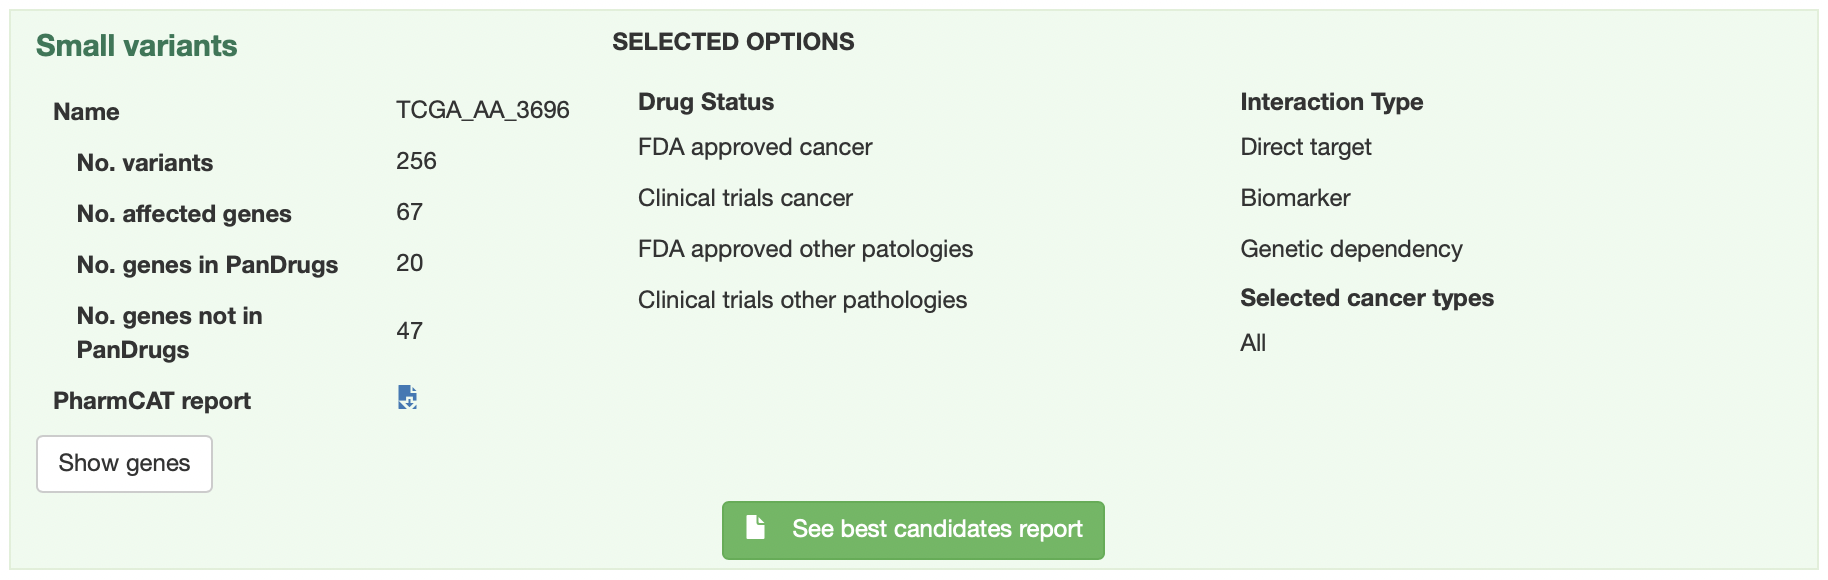 Small variants
Name TCGA_AA_3696
No. variants 256
No. affected genes 67
No. genes in PanDrugs 20
No. genes not in
PanDrugs 47
PharmCAT report
Show genes
SELECTED OPTIONS
Drug Status
FDA approved cancer
Clinical trials cancer
FDA approved other patologies
Clinical trials other pathologies
Interaction Type
Direct target
Biomarker
Genetic dependency
Selected cancer types
All
See best candidates report